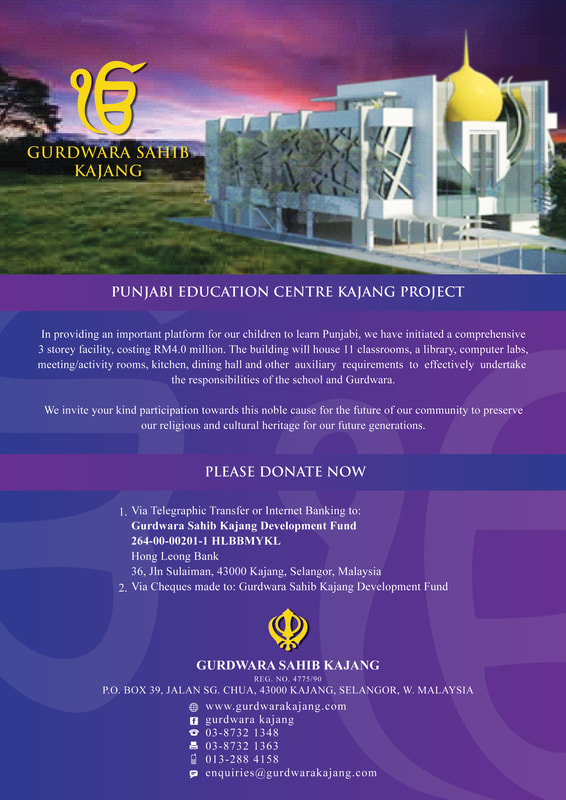 ੴ
GURDWARA SAHIB
KAJANG
PUNJABI EDUCATION CENTRE KAJANG PROJECT
In providing an important platform for our children to learn Punjabi, we have initiated a comprehensive
3 storey facility, costing RM4.0 million. The building will house 11 classrooms, a library, computer labs,
meeting/activity rooms, kitchen, dining hall and other auxiliary requirements to effectively undertake
the responsibilities of the school and Gurdwara.
We invite your kind participation towards this noble cause for the future of our community to preserve
our religious and cultural heritage for our future generations.
PLEASE DONATE NOW
1. Via Telegraphic Transfer or Internet Banking to:
Gurdwara Sahib Kajang Development Fund
264-00-00201-1 HLBBMYKL
Hong Leong Bank
36, Jln Sulaiman, 43000 Kajang, Selangor, Malaysia
2. Via Cheques made to: Gurdwara Sahib Kajang Development Fund
GURDWARA SAHIB KAJANG
REG. NO. 4775/90
P.O. BOX 39, JALAN SG. CHUA, 43000 KAJANG, SELANGOR, W. MALAYSIA
www.gurdwarakajang.com
gurdwara kajang
03-8732 1348
03-8732 1363
013-288 4158
enquiries@gurdwarakajang.com